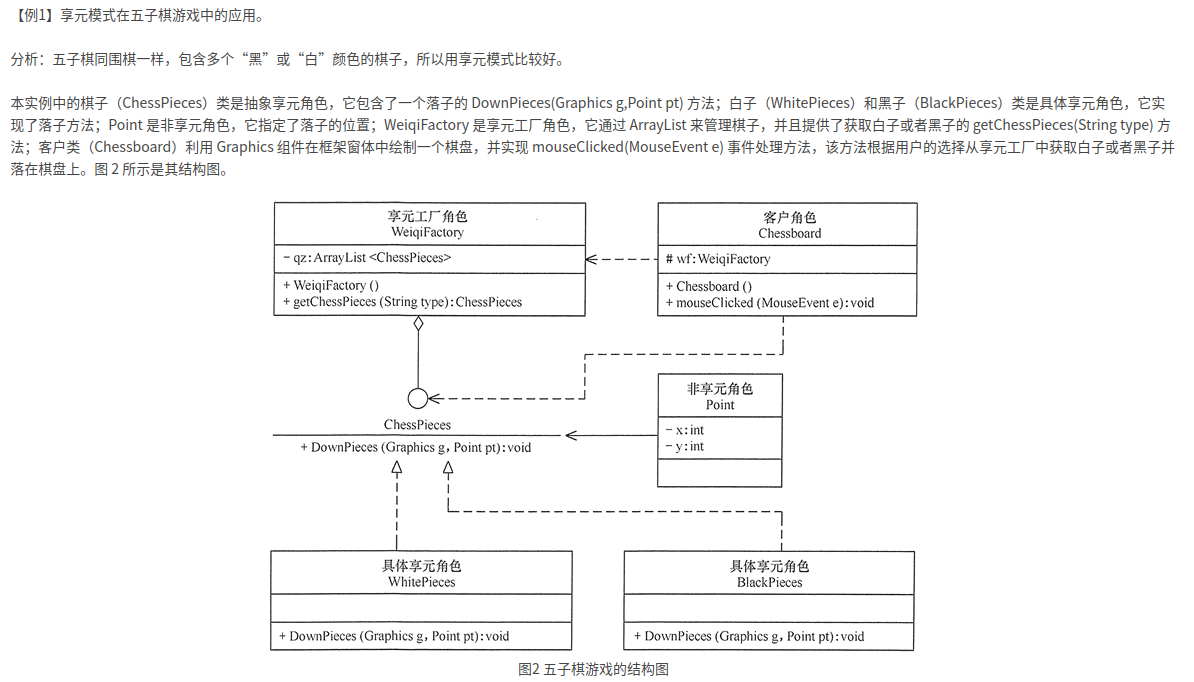 【例1】享元模式在五子棋游戏中的应用。
分析：五子棋同围棋一样，包含多个“黑”或“白”颜色的棋子，所以用享元模式比较好。
本实例中的棋子（ChessPieces）类是抽象享元角色，它包含了一个落子的 DownPieces(Graphics g,Point pt) 方法；白子（WhitePieces）和黑子（BlackPieces）类是具体享元角色，它实
现了落子方法；Point 是非享元角色，它指定了落子的位置；WeiqiFactory 是享元工厂角色，它通过 ArrayList 来管理棋子，并且提供了获取白子或者黑子的 getChessPieces(String type) 方
法；客户类（Chessboard）利用 Graphics 组件在框架窗体中绘制一个棋盘，并实现 mouseClicked(MouseEvent e) 事件处理方法，该方法根据用户的选择从享元工厂中获取白子或者黑子并
落在棋盘上。图 2 所示是其结构图。
享元工厂角色
WeiqiFactory
- qz:ArrayList <ChessPieces>
+ WeiqiFactory ()
+ getChessPieces (String type):ChessPieces
客户角色
Chessboard
# wf:WeiqiFactory
+ Chessboard ()
+ mouseClicked (MouseEvent e):void
ChessPieces
+ DownPieces (Graphics g，Point pt):void
非享元角色
Point
- x:int
- y:int
具体享元角色
WhitePieces
+ DownPieces (Graphics g，Point pt):void
具体享元角色
BlackPieces
+ DownPieces (Graphics g，Point pt):void
图2 五子棋游戏的结构图